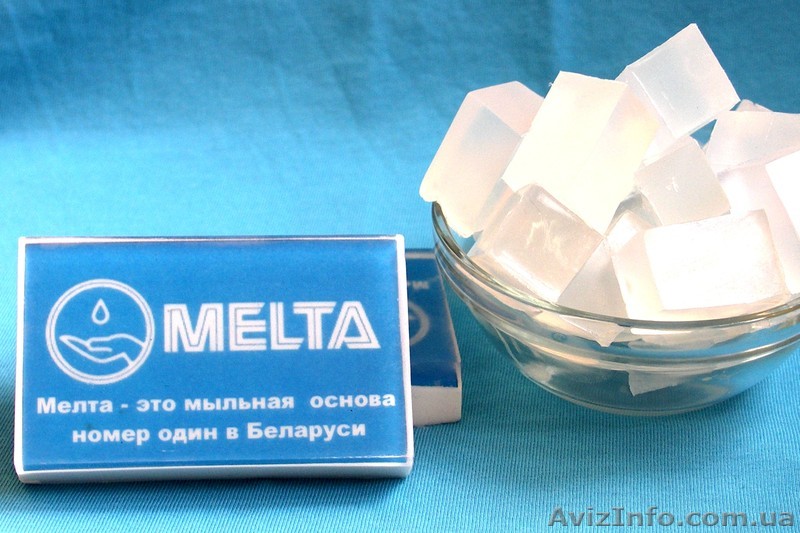 MELTA
Мелта - это мыльная основа
номер один в Беларуси
AvizInfo.com.ua